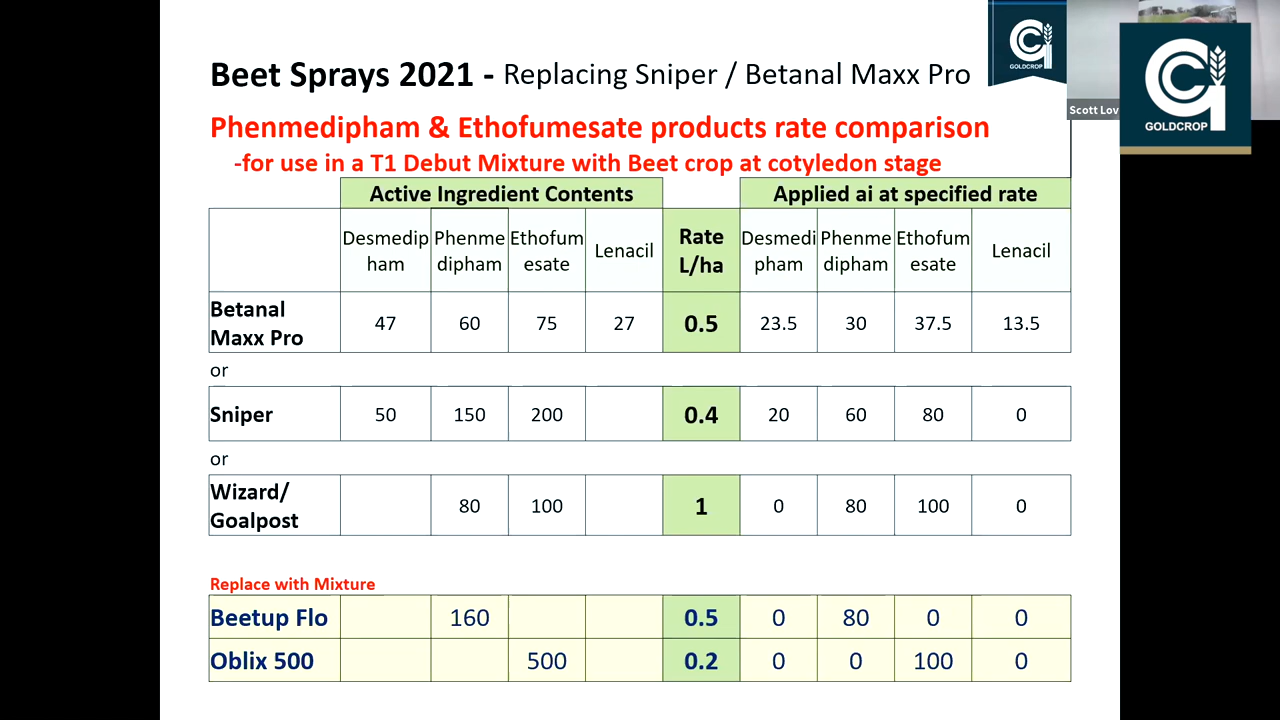 Beet Sprays 2021 - Replacing Sniper / Betanal Maxx Pro
GOLDCROP
Scott Lov
GOLDCROP
Phenmedipham & Ethofumesate products rate comparison
-for use in a T1 Debut Mixture with Beet crop at cotyledon stage
Active Ingredient Contents Applied ai at specified rate
Desmedip Phenme Ethofum Lenacil Rate Desmedi Phenme Ethofum Lenacil
ham dipham esate L/ha pham dipham esate
Betanal
Maxx Pro 47 60 75 27 0.5 23.5 30 37.5 13.5
or
Sniper 50 150 200 0.4 20 60 80 0
or
Wizard/
Goalpost 80 100 1 0 80 100 0
Replace with Mixture
Beetup Flo 160 0.5 0 80 0 0
Oblix 500 500 0.2 0 0 100 0